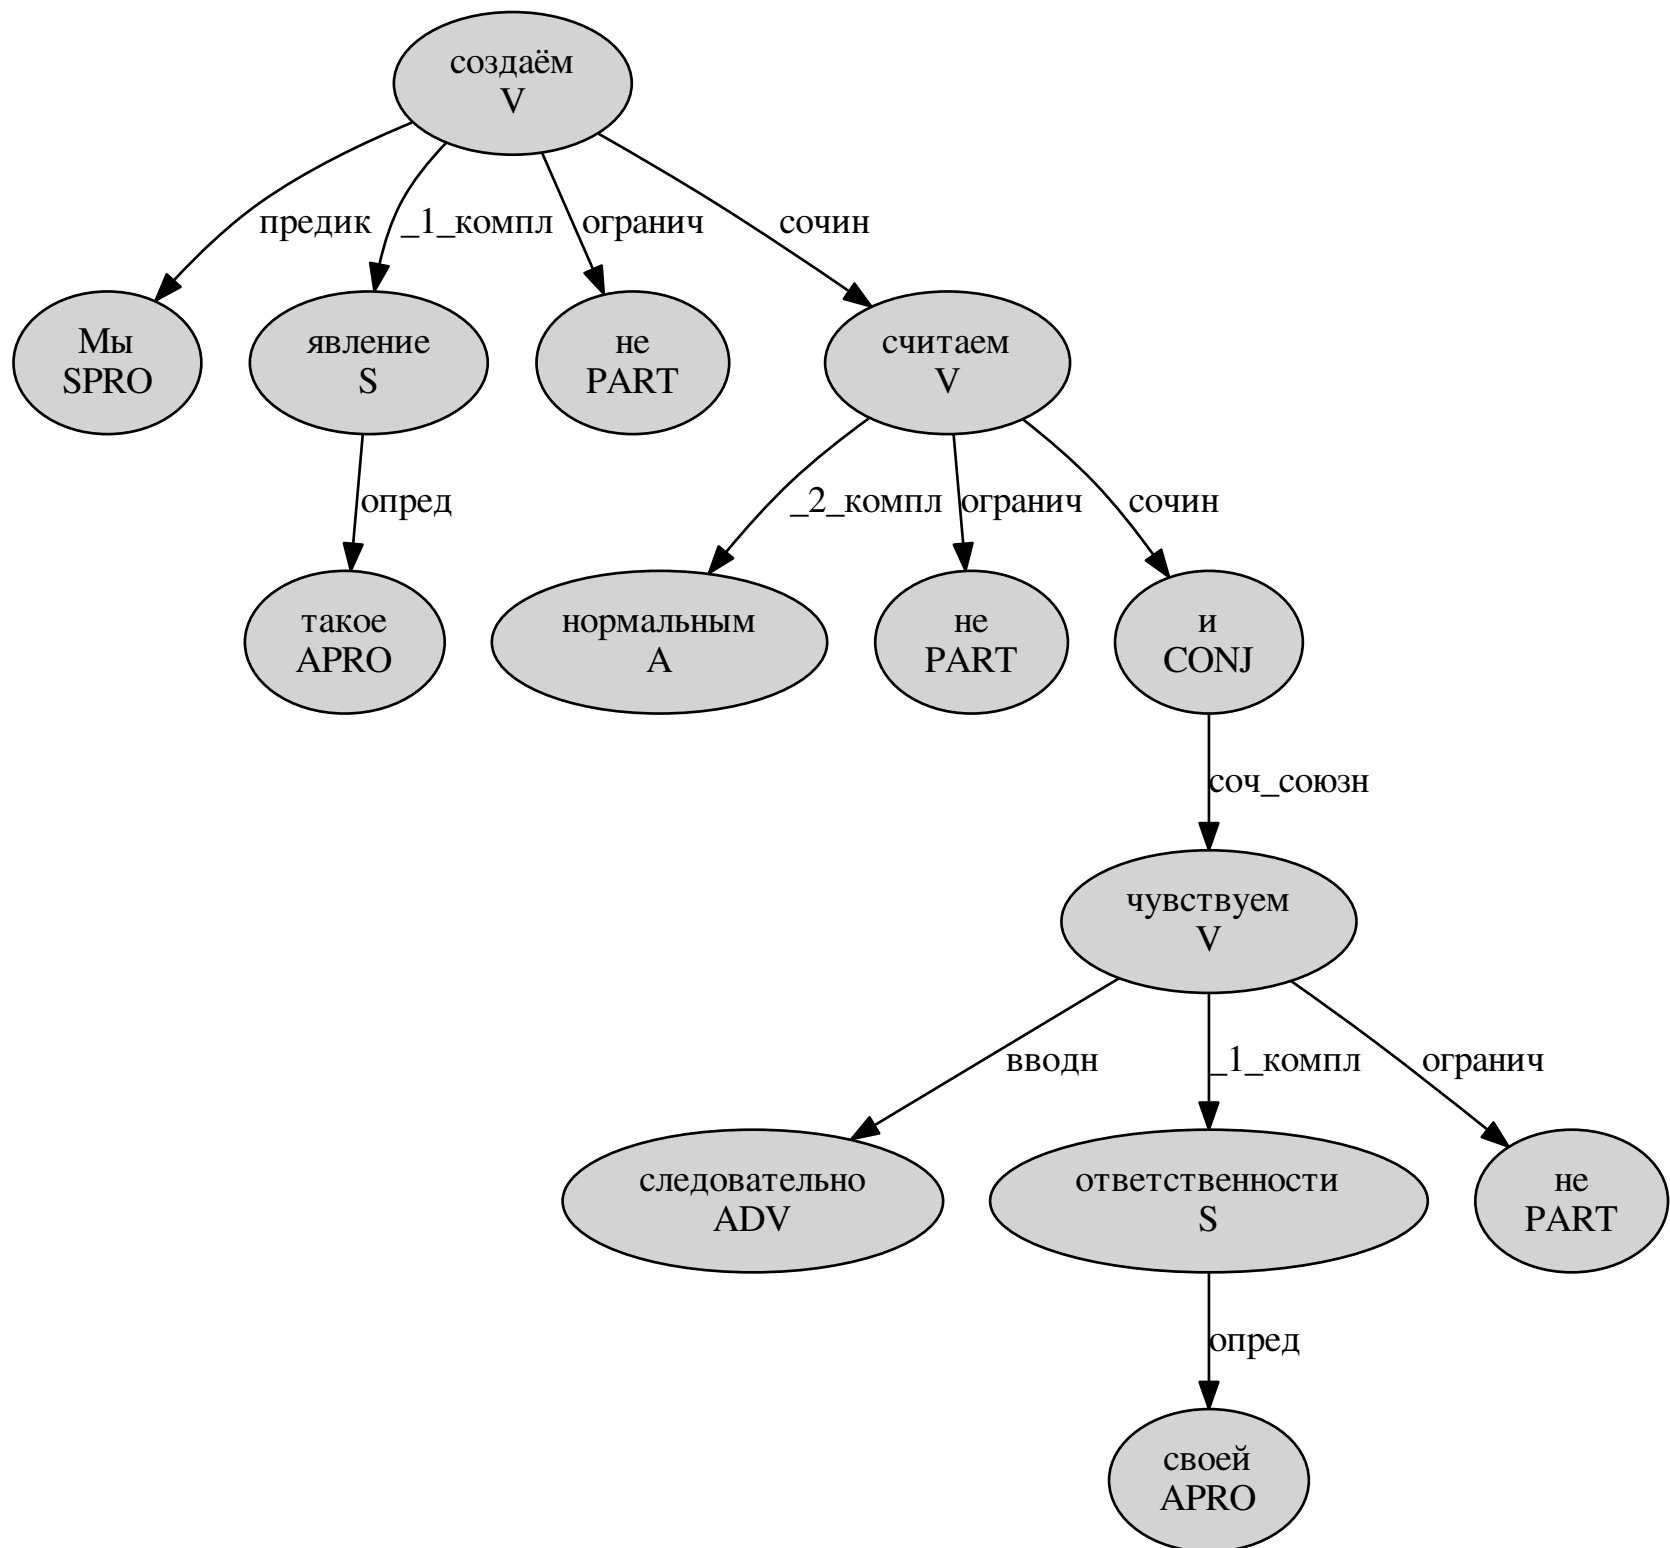 создаём
V
предик
_1_компл
огранич
сочин
Мы
SPRO
явление
S
не
PART
считаем
V
опред
_2_компл
огранич
сочин
такое
APRO
нормальным
A
не
PART
и
CONJ
соч_союзн
чувствуем
V
вводн
_1_компл
огранич
следовательно
ADV
ответственности
S
не
PART
опред
своей
APRO